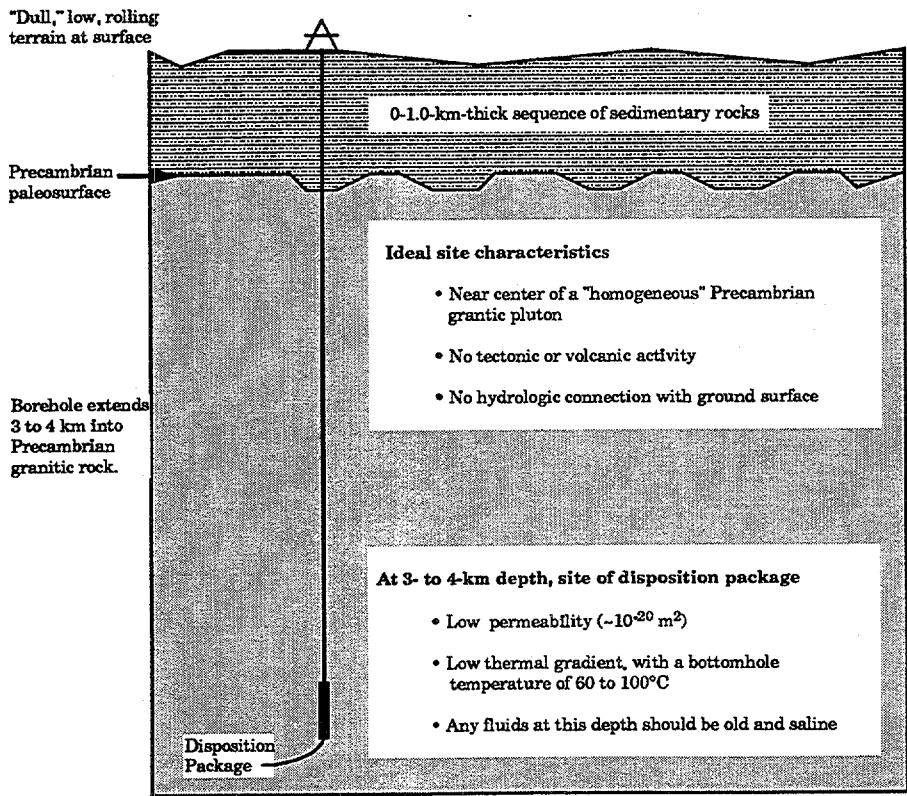 "Dull," low, rolling
terrain at surface
0-1.0-km-thick sequence of sedimentary rocks
Precambrian
paleosurface
Ideal site characteristics
• Near center of a "homogeneous" Precambrian
grantic pluton
• No tectonic or volcanic activity
• No hydrologic connection with ground surface
Borehole extends
3 to 4 km into
Precambrian
granitic rock.
At 3- to 4-km depth, site of disposition package
• Low permeability (~10⁻²⁰ m²)
• Low thermal gradient, with a bottomhole
temperature of 60 to 100°C
• Any fluids at this depth should be old and saline
Disposition
Package